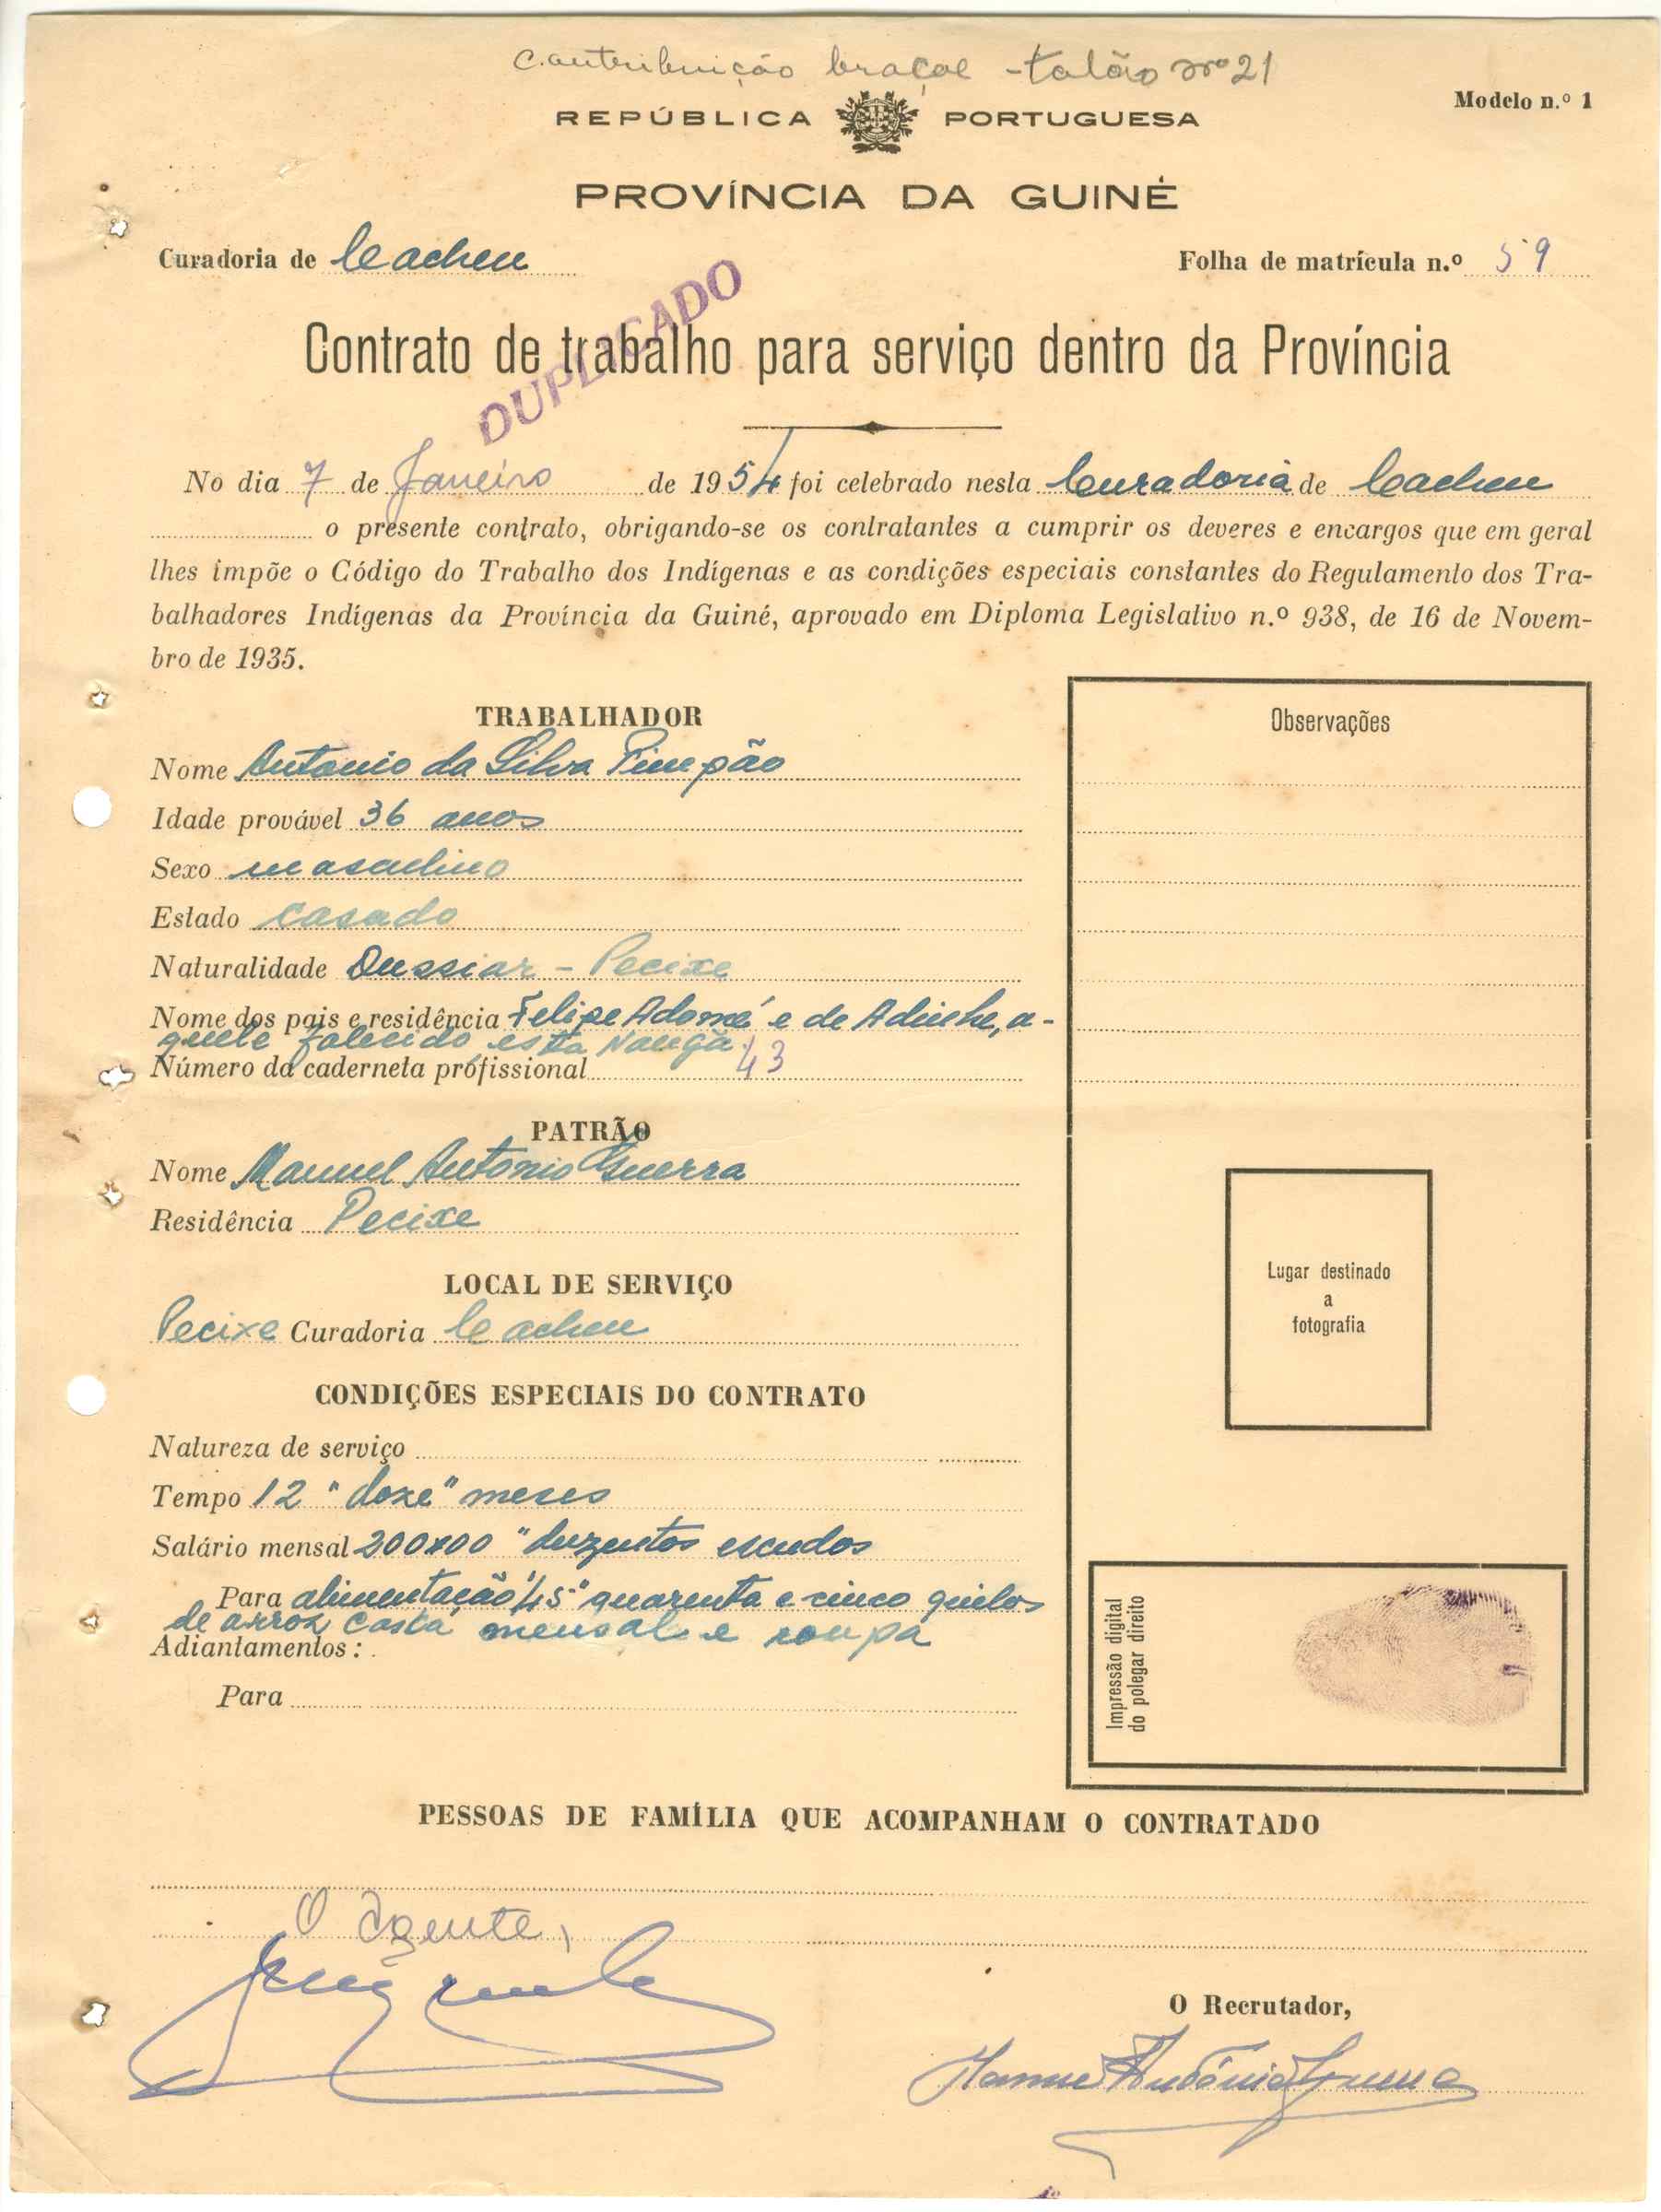 Contribuição braçal - talão nº 21
REPÚBLICA PORTUGUESA
Modelo n.º 1
PROVÍNCIA DA GUINÉ
Curadoria de Cacheu
Folha de matrícula n.º 59
DUPLICADO
Contrato de trabalho para serviço dentro da Província
No dia 7 de Janeiro de 1954 foi celebrado nesta Curadoria de Cacheu
o presente contrato, obrigando-se os contratantes a cumprir os deveres e encargos que em geral
lhes impõe o Código do Trabalho dos Indígenas e as condições especiais constantes do Regulamento dos Tra-
balhadores Indígenas da Província da Guiné, aprovado em Diploma Legislativo n.º 938, de 16 de Novem-
bro de 1935.
TRABALHADOR
Nome Antonio da Silva Pimpão
Idade provável 36 anos
Sexo masculino
Estado casado
Naturalidade Dussiar - Pecixe
Nome dos pais e residência Felipe Adomé e de Adinhe, a-
quele falecido esta Nangã.
Número da caderneta profissional 43
PATRÃO
Nome Manuel Antonio Guerra
Residência Pecixe
LOCAL DE SERVIÇO
Pecixe Curadoria Cacheu
CONDIÇÕES ESPECIAIS DO CONTRATO
Natureza de serviço
Tempo 12 "doze" meses
Salário mensal 200x00 "duzentos escudos
Para alimentação 45 "quarenta e cinco quilos
de arroz casca mensal e roupa
Adiantamentos :
Para
Observações
Lugar destinado
a
fotografia
Impressão digital
do polegar direito
PESSOAS DE FAMÍLIA QUE ACOMPANHAM O CONTRATADO
O Agente,
O Recrutador,
Manuel António Guerra